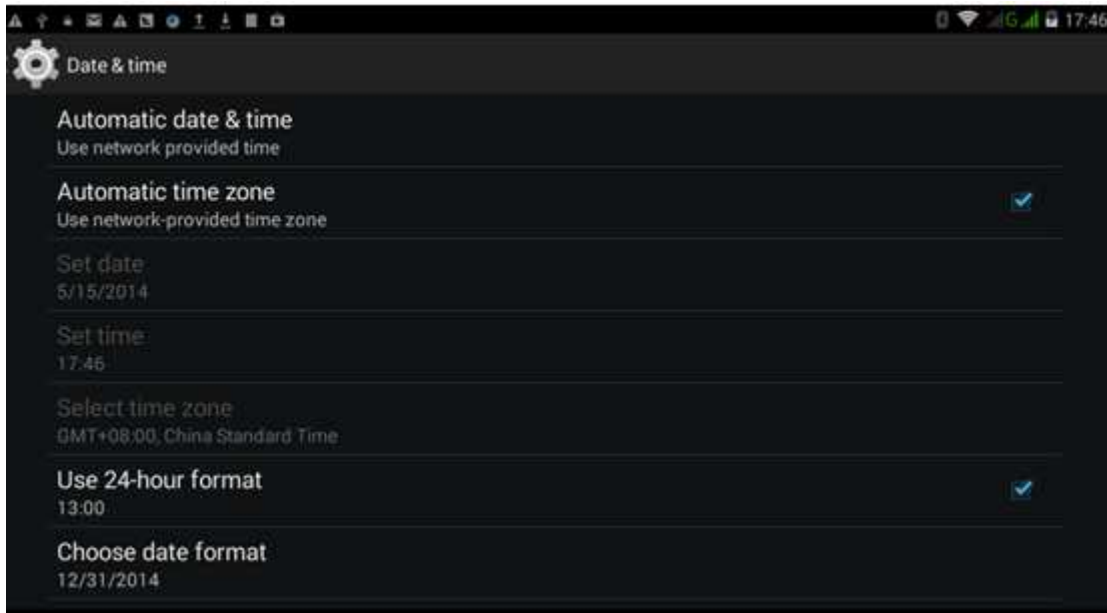 G 17:46
Date & time
Automatic date & time
Use network provided time
Automatic time zone
Use network-provided time zone
Set date
5/15/2014
Set time
17:46
Select time zone
GMT+08:00, China Standard Time
Use 24-hour format
13:00
Choose date format
12/31/2014